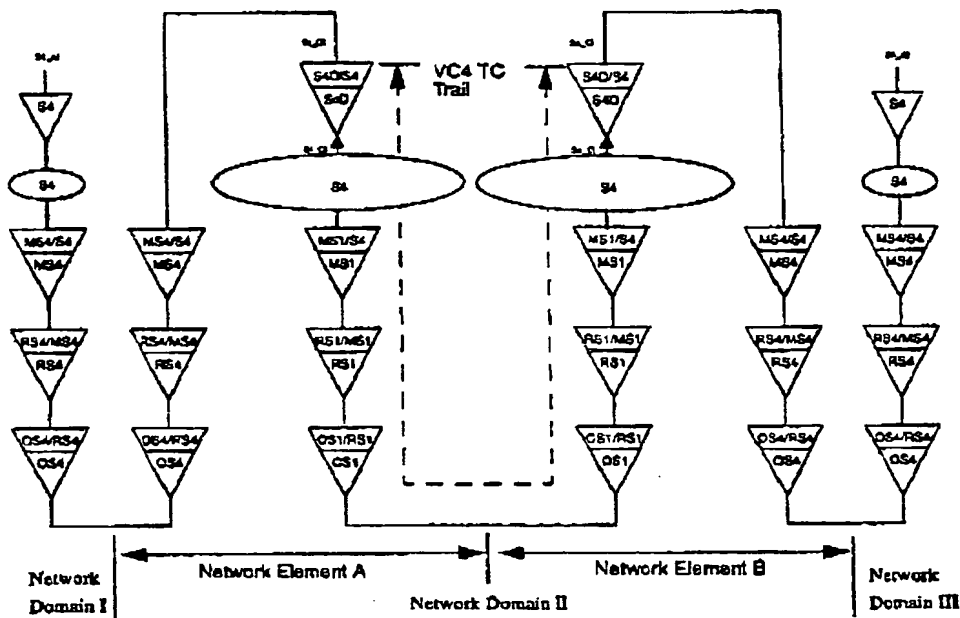 VC4 TC
Trail
S4D/S4
S4D
S4D/S4
S4D
S4
S4
S4
S4
S4
S4
MS4/S4
MS4
MS4/S4
MS4
MS1/S4
MS1
MS1/S4
MS1
MS4/S4
MS4
MS4/S4
MS4
RS4/MS4
RS4
RS4/MS4
RS4
RS1/MS1
RS1
RS1/MS1
RS1
RS4/MS4
RS4
RS4/MS4
RS4
OS4/RS4
OS4
OS4/RS4
OS4
OS1/RS1
OS1
OS1/RS1
OS1
OS4/RS4
OS4
OS4/RS4
OS4
Network
Domain I
Network Element A
Network Domain II
Network Element B
Network
Domain III